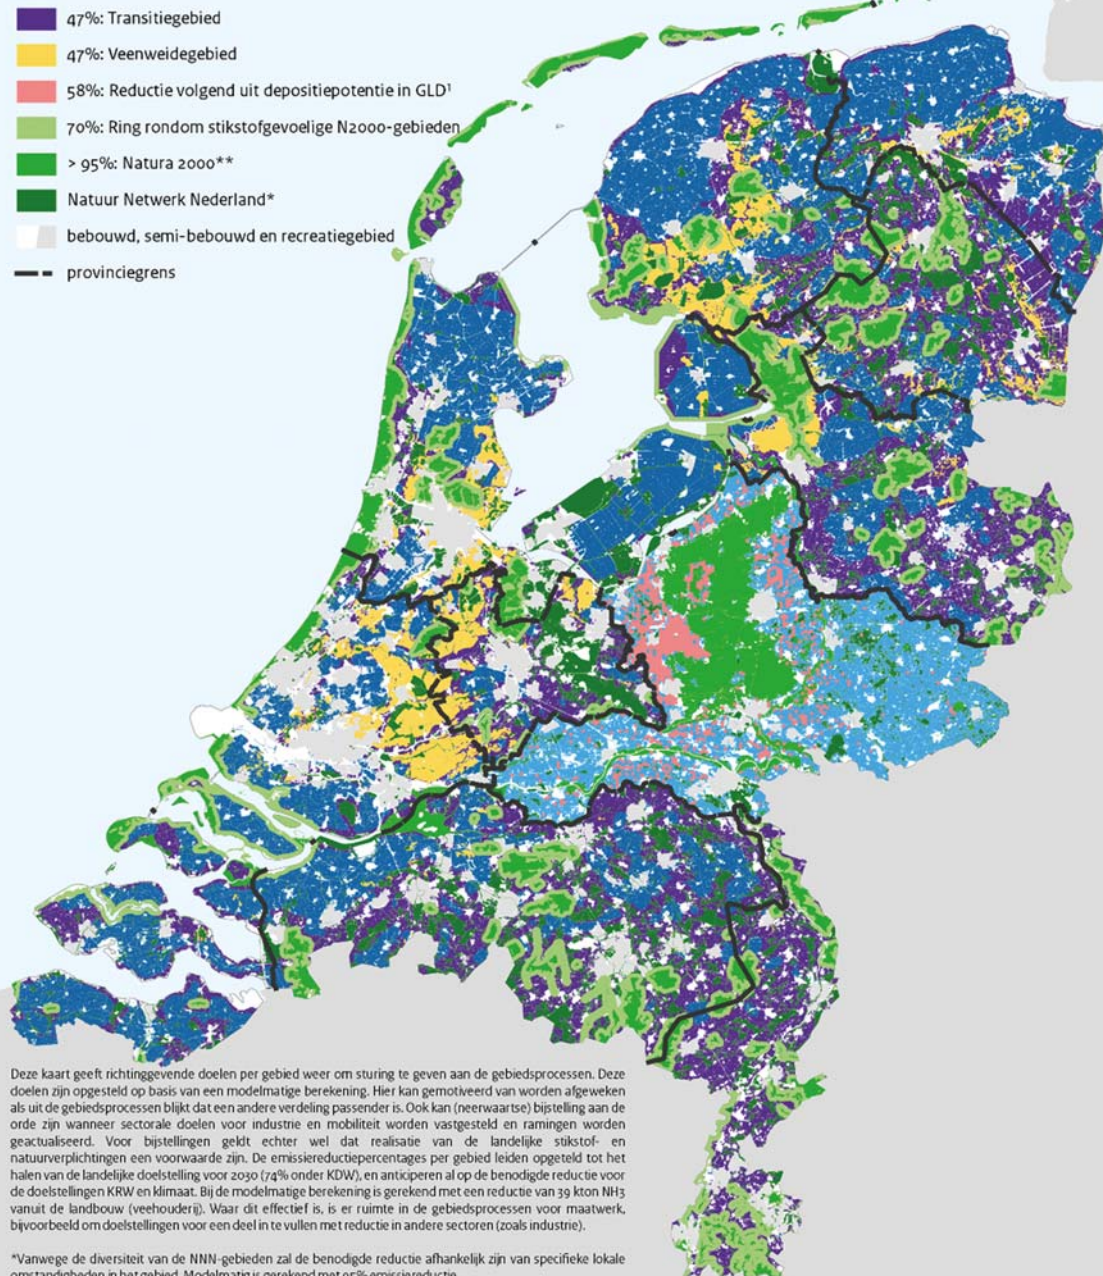 47%: Transitiegebied
47%: Veenweidegebied
58%: Reductie volgend uit depositiepotentie in GLD¹
70%: Ring rondom stikstofgevoelige N2000-gebieden
> 95%: Natura 2000**
Natuur Netwerk Nederland*
bebouwd, semi-bebouwd en recreatiegebied
provinciegrens
Deze kaart geeft richtinggevende doelen per gebied weer om sturing te geven aan de gebiedsprocessen. Deze
doelen zijn opgesteld op basis van een modelmatige berekening. Hier kan gemotiveerd van worden afgeweken
als uit de gebiedsprocessen blijkt dat een andere verdeling passender is. Ook kan (neerwaartse) bijstelling aan de
orde zijn wanneer sectorale doelen voor industrie en mobiliteit worden vastgesteld en ramingen worden
geactualiseerd. Voor bijstellingen geldt echter wel dat realisatie van de landelijke stikstof- en
natuurverplichtingen een voorwaarde zijn. De emissiereductiepercentages per gebied leiden opgeteld tot het
halen van de landelijke doelstelling voor 2030 (74% onder KDW), en anticiperen al op de benodigde reductie voor
de doelstellingen KRW en klimaat. Bij de modelmatige berekening is gerekend met een reductie van 39 kton NH3
vanuit de landbouw (veehouderij). Waar dit effectief is, is er ruimte in de gebiedsprocessen voor maatwerk,
bijvoorbeeld om doelstellingen voor een deel in te vullen met reductie in andere sectoren (zoals industrie).
*Vanwege de diversiteit van de NNN-gebieden zal de benodigde reductie afhankelijk zijn van specifieke lokale
omstandigheden in het gebied. Modelmatig is gerekend met 95% emissiereductie.